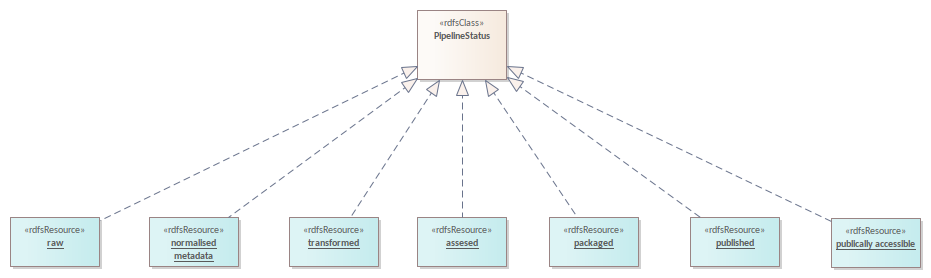 «rdfsClass»
PipelineStatus
«rdfsResource»
raw
«rdfsResource»
normalised
metadata
«rdfsResource»
transformed
«rdfsResource»
assesed
«rdfsResource»
packaged
«rdfsResource»
published
«rdfsResource»
publically accessible